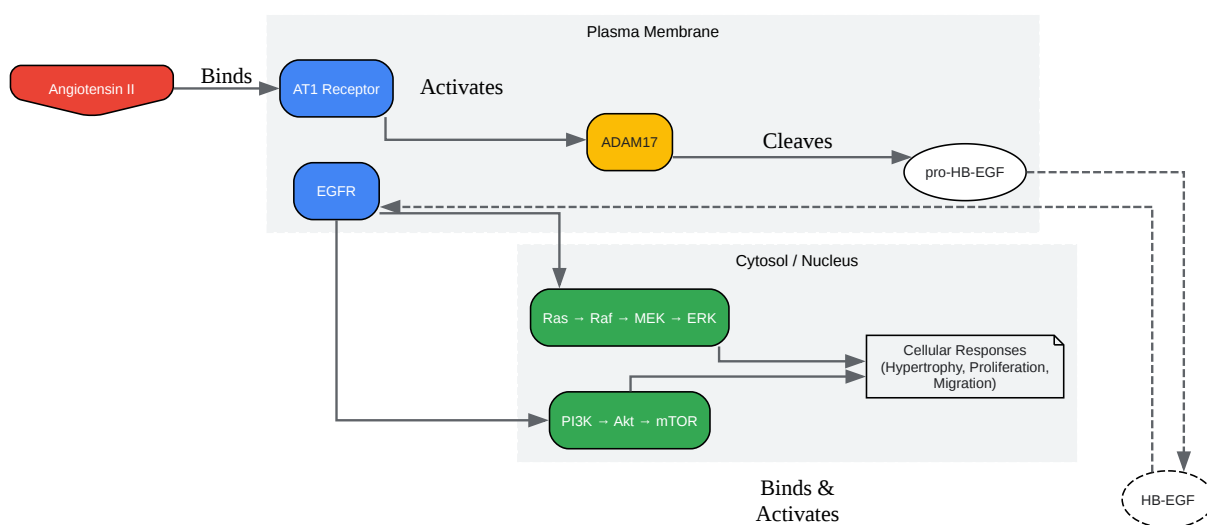 Plasma Membrane
Angiotensin II
Binds
AT1 Receptor
Activates
ADAM17
Cleaves
pro-HB-EGF
EGFR
Cytosol / Nucleus
Ras → Raf → MEK → ERK
Cellular Responses
(Hypertrophy, Proliferation,
Migration)
PI3K → Akt → mTOR
Binds &
Activates
HB-EGF